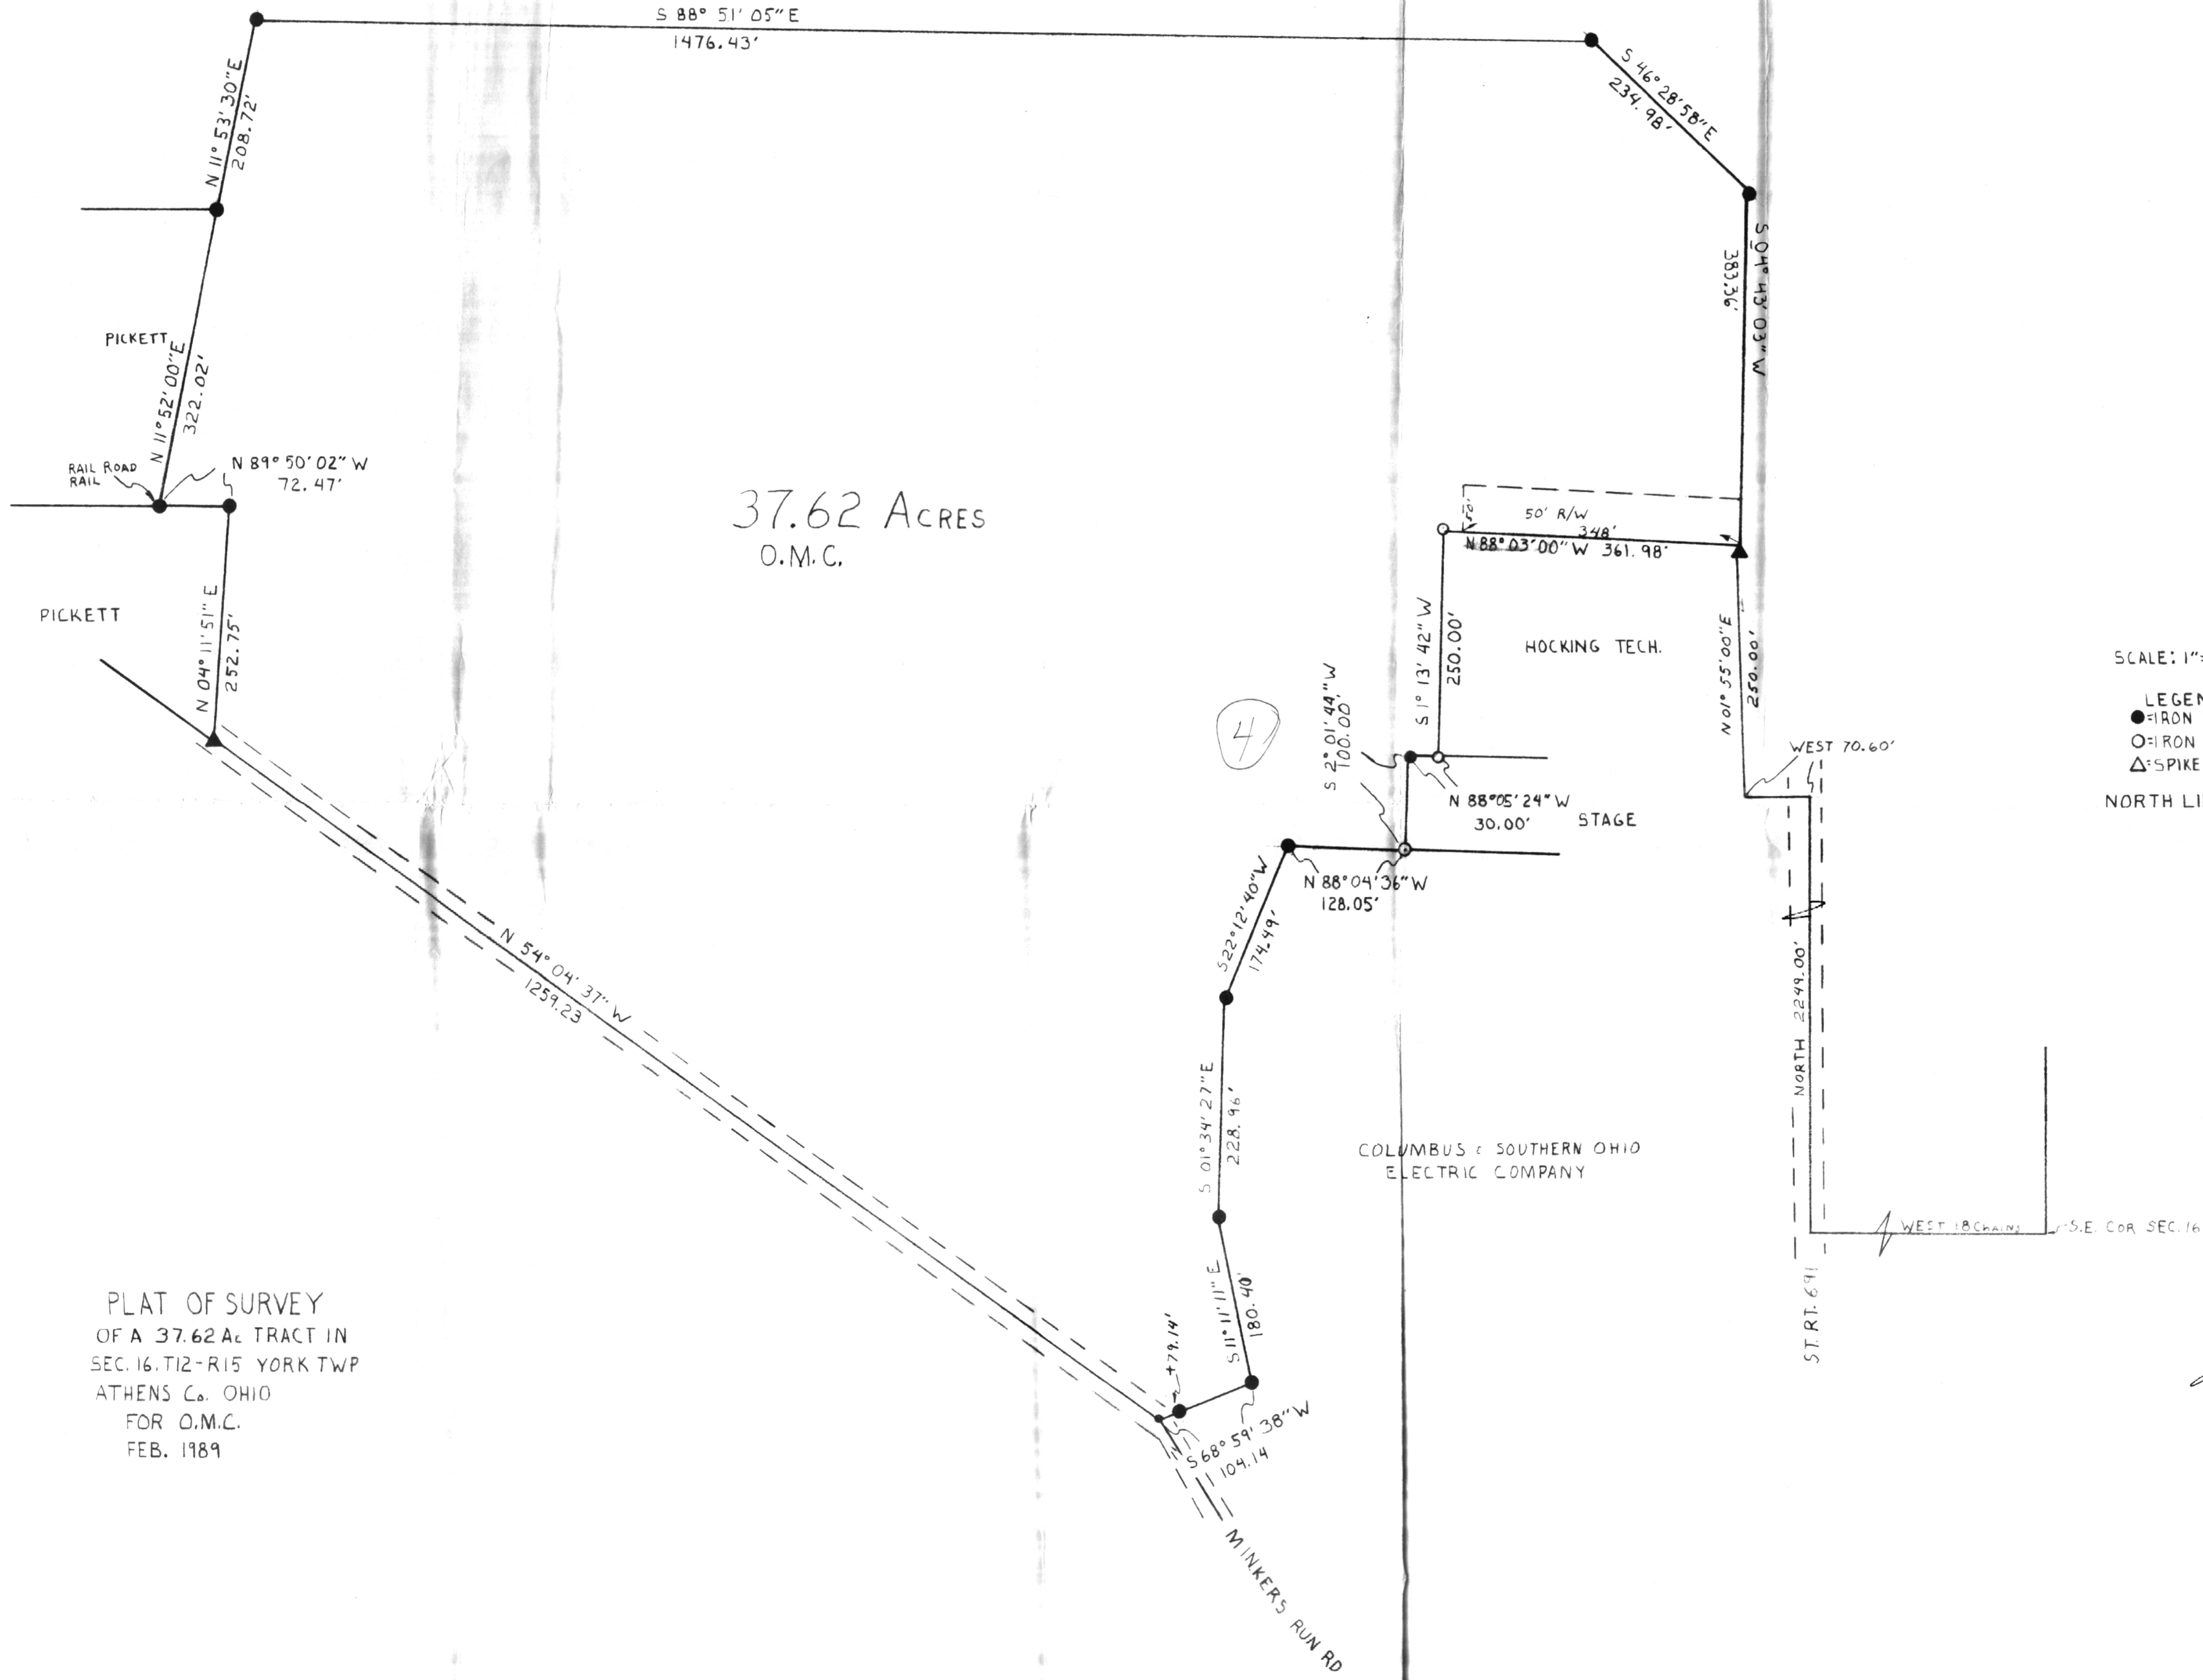 S 88° 51' 05" E
1476.43'
N 11° 53' 30" E
208.72'
S 46° 28' 58" E
234.98'
S 04° 43' 03" W
383.36'
PICKETT
N 11° 52' 00" E
322.02'
RAIL ROAD
RAIL
N 89° 50' 02" W
72.47'
37.62 ACRES
O.M.C.
50'
50' R/W
348'
N 88° 03' 00" W 361.98'
PICKETT
N 04° 11' 51" E
252.75'
S 1° 13' 42" W
250.00'
HOCKING TECH.
N 01° 55' 00" E
250.00'
SCALE: 1"=
LEGEN
●=IRON
O=IRON
△=SPIKE
NORTH LI
4
S 2° 01' 44" W
100.00'
WEST 70.60'
N 88° 05' 24" W
30.00'
STAGE
N 88° 04' 36" W
128.05'
S 22° 12' 40" W
174.49'
N 54° 04' 37" W
1259.23
NORTH 2249.00'
S 01° 34' 27" E
228.96'
COLUMBUS & SOUTHERN OHIO
ELECTRIC COMPANY
WEST 18 CHAINS
S.E. COR SEC. 16
ST. RT. 691
S 11° 11' 11" E
180.40'
+79.14'
S 68° 59' 38" W
104.14
MINKERS RUN RD
PLAT OF SURVEY
OF A 37.62 Ac TRACT IN
SEC. 16. T12-R15 YORK TWP
ATHENS Co. OHIO
FOR O.M.C.
FEB. 1989